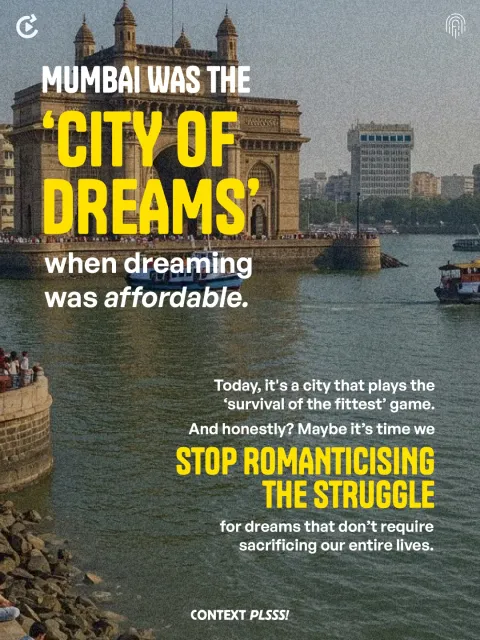 MUMBAI WAS THE
‘CITY OF
DREAMS’
when dreaming
was affordable.
Today, it's a city that plays the
‘survival of the fittest’ game.
And honestly? Maybe it’s time we
STOP ROMANTICISING
THE STRUGGLE
for dreams that don’t require
sacrificing our entire lives.
CONTEXT PLSSS!